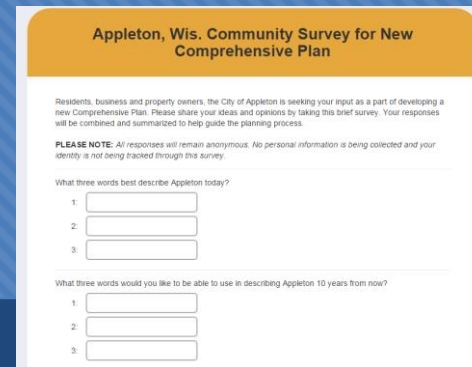 Appleton, Wis. Community Survey for New
Comprehensive Plan
Residents, business and property owners, the City of Appleton is seeking your input as a part of developing a
new Comprehensive Plan. Please share your ideas and opinions by taking this brief survey. Your responses
will be combined and summarized to help guide the planning process.
PLEASE NOTE: All responses will remain anonymous. No personal information is being collected and your
identity is not being tracked through this survey.
What three words best describe Appleton today?
1:
2:
3:
What three words would you like to be able to use in describing Appleton 10 years from now?
1:
2:
3: